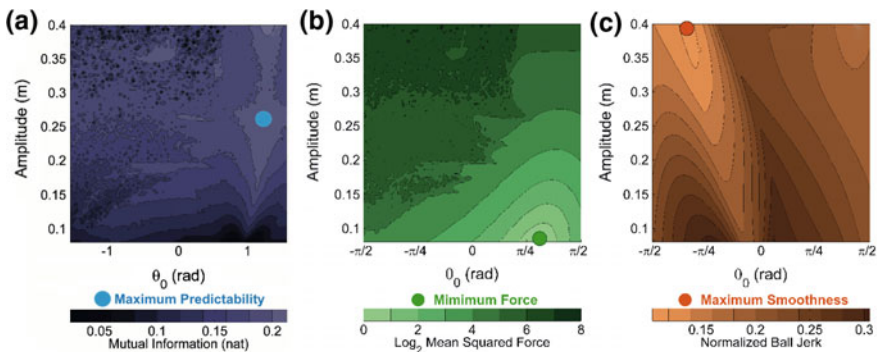 (a)
Amplitude (m)
0.4
0.35
0.3
0.25
0.2
0.15
0.1
-1 0 1
θ0 (rad)
Maximum Predictability
0.05 0.1 0.15 0.2
Mutual Information (nat)
(b)
Amplitude (m)
0.4
0.35
0.3
0.25
0.2
0.15
0.1
-π/2 -π/4 0 π/4 π/2
θ0 (rad)
Mimimum Force
0 2 4 6 8
Log2 Mean Squared Force
(c)
Amplitude (m)
0.4
0.35
0.3
0.25
0.2
0.15
0.1
-π/2 -π/4 0 π/4 π/2
θ0 (rad)
Maximum Smoothness
0.15 0.2 0.25 0.3
Normalized Ball Jerk